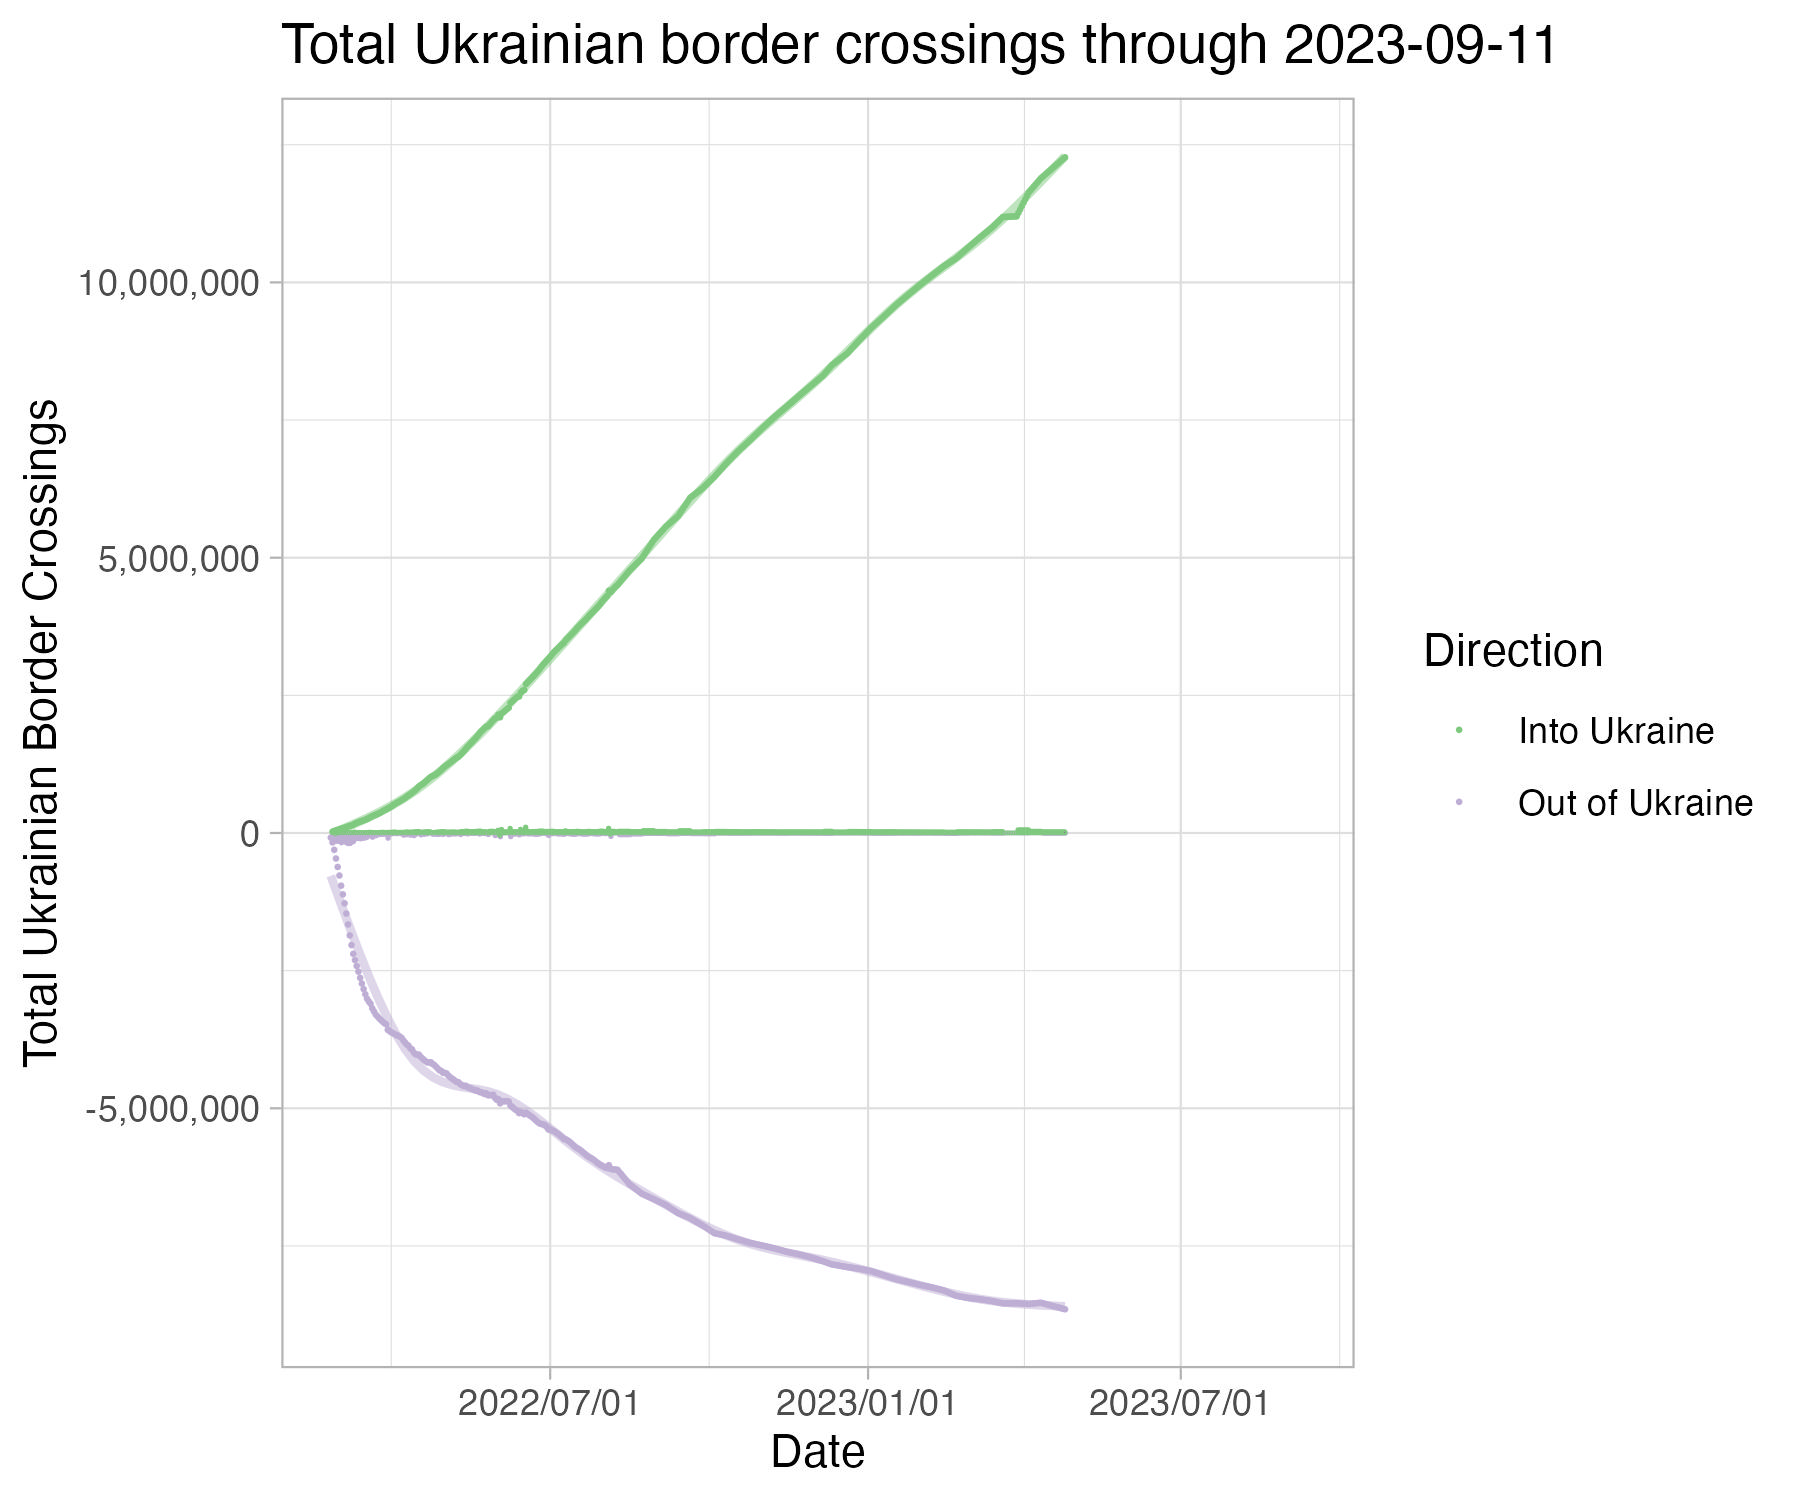 Total Ukrainian border crossings through 2023-09-11
Total Ukrainian Border Crossings
10,000,000
5,000,000
0
-5,000,000
2022/07/01
2023/01/01
2023/07/01
Date
Direction
Into Ukraine
Out of Ukraine